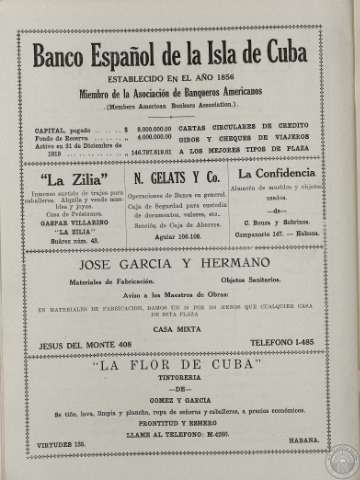 Banco Español de la Isla de Cuba
ESTABLECIDO EN EL AÑO 1856
Miembro de la Asociación de Banqueros Americanos
(Members American Bankers Association.)
CAPITAL, pagado $ 8,000,000.00
Fondo de Reserva „ 4,000,000.00
Activo en 31 de Diciembre de
1919 „
CARTAS CIRCULARES DE CREDITO
GIROS Y CHEQUES DE VIAJEROS
A LOS MEJORES TIPOS DE PLAZA
"La Zilia"
Inmenso surtido de trajes para
caballeros. Alquila y vende mue-
bles y joyas.
Casa de Préstamos.
GASPAR VILLARINO
"LA ZILIA"
Suárez núm. 43.
N. GELATS Y Co.
Operaciones de Banca en general.
Caja de Seguridad para custodia
de documentos, valores, etc.
Sección de Caja de Ahorros.
Aguiar 106-108.
La Confidencia
Almacén de muebles y objetos
usados.
—de—
C. Bouza y Sobrinos.
Campanario 147. — Habana.
JOSE GARCIA Y HERMANO
Materiales de Fabricación. Objetos Sanitarios.
Aviso a los Maestros de Obras:
EN MATERIALES DE FABRICACION, DAMOS UN 10 POR 100 MENOS QUE CUALQUIER CASA
DE ESTA PLAZA
CASA MIXTA
JESUS DEL MONTE 408 TELEFONO I-485
"LA FLOR DE CUBA"
TINTORERIA
—DE—
GOMEZ Y GARCIA
Se tiñe, lava, limpia y plancha, ropa de señoras y caballeros, a precios económicos.
PRONTITUD Y ESMERO
LLAME AL TELEFONO:
VIRTUDES HABANA.